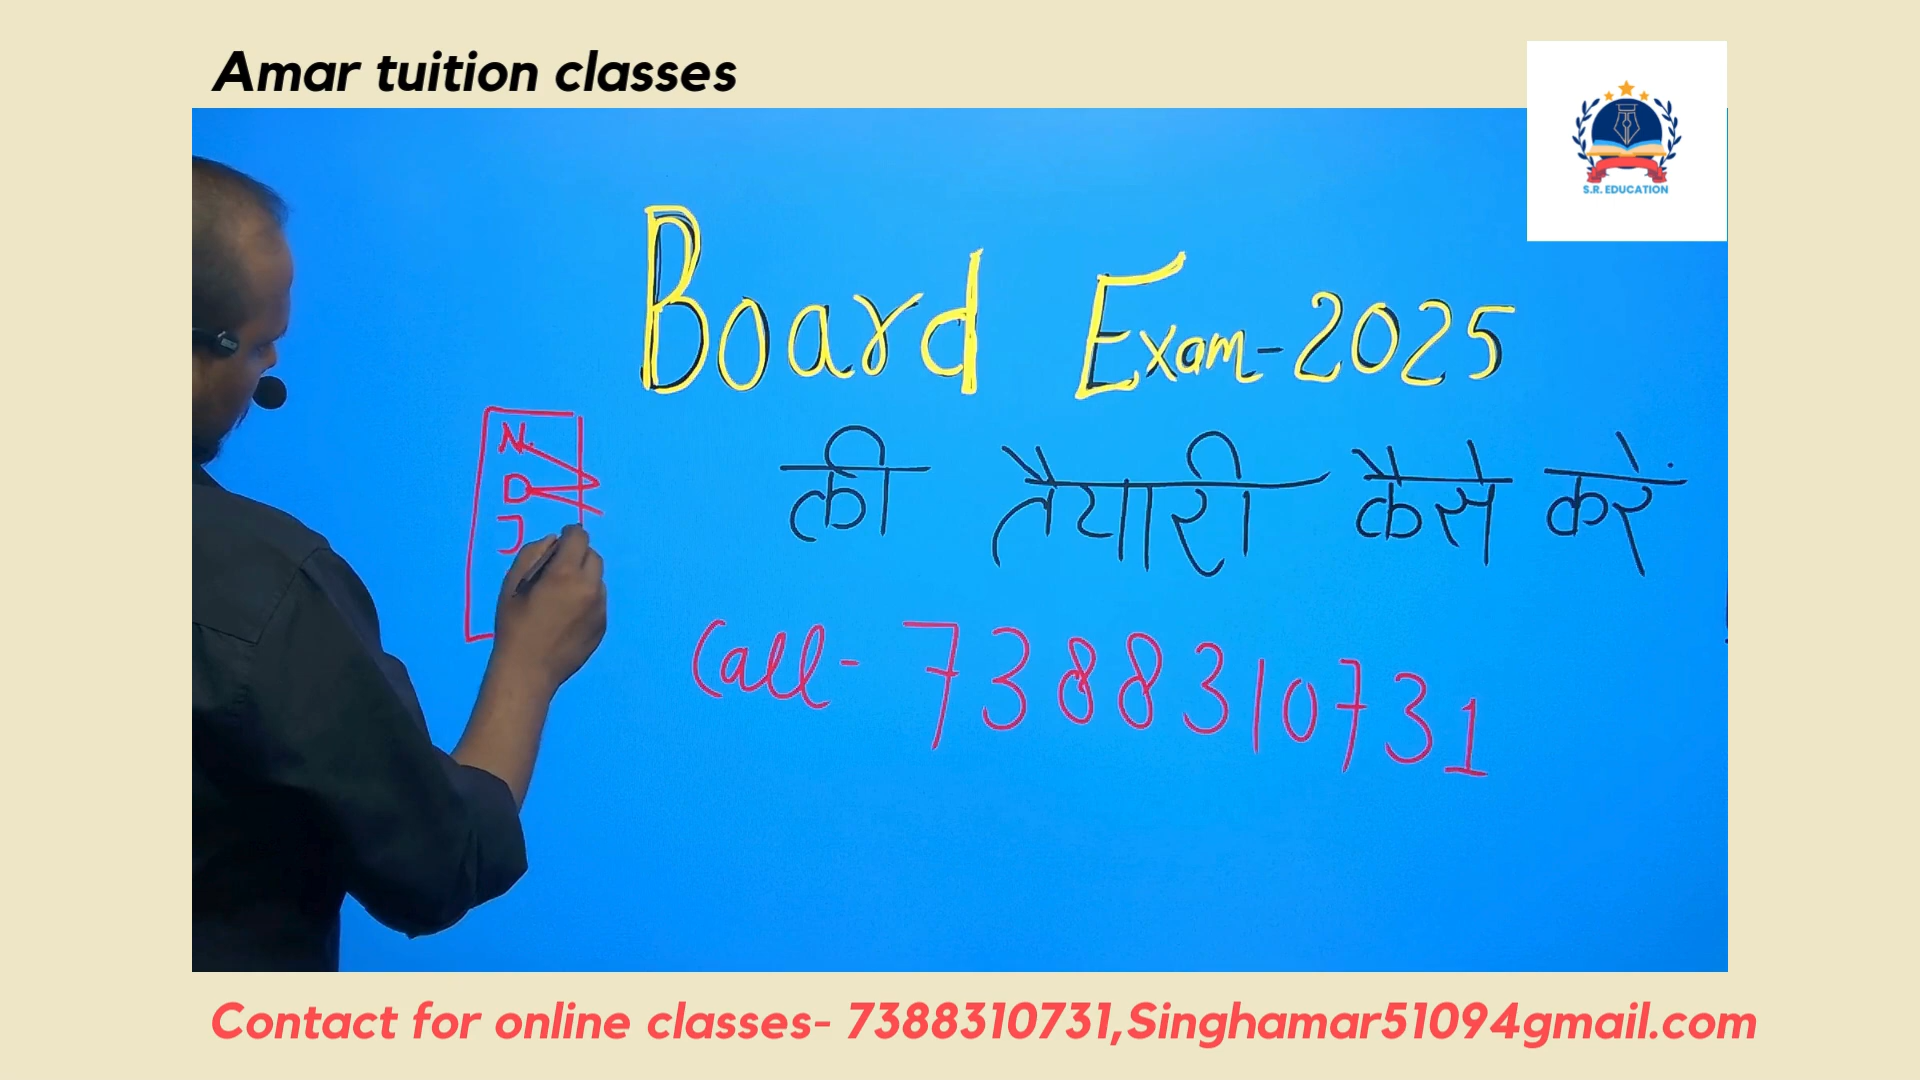 Amar tuition classes
S.R. EDUCATION
Board Exam-2025
की तैयारी कैसे करें
N
D
J
Call- 7388310731
Contact for online classes- 7388310731,Singhamar51094gmail.com